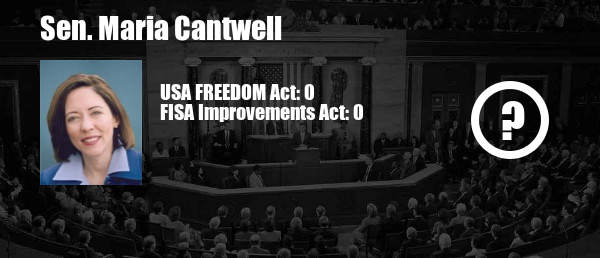 Sen. Maria Cantwell
USA FREEDOM Act: 0
FISA Improvements Act: 0
?